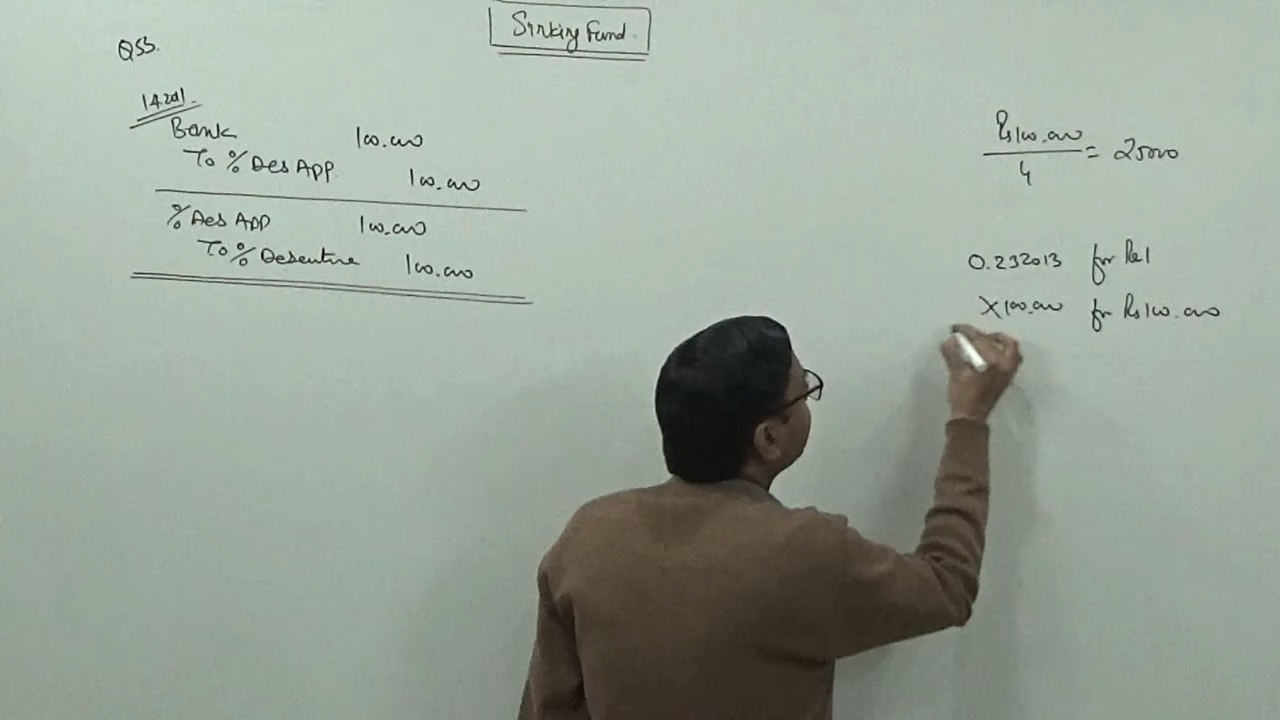 Sinking Fund
Q53.
1.4.2011.
Bank 100.000
To % Deb App. 100.000
% Deb App 100.000
To % Debenture 100.000
Rs100.000
4
= 25000
0.232013 for Re1
X100.000 for Rs100.000